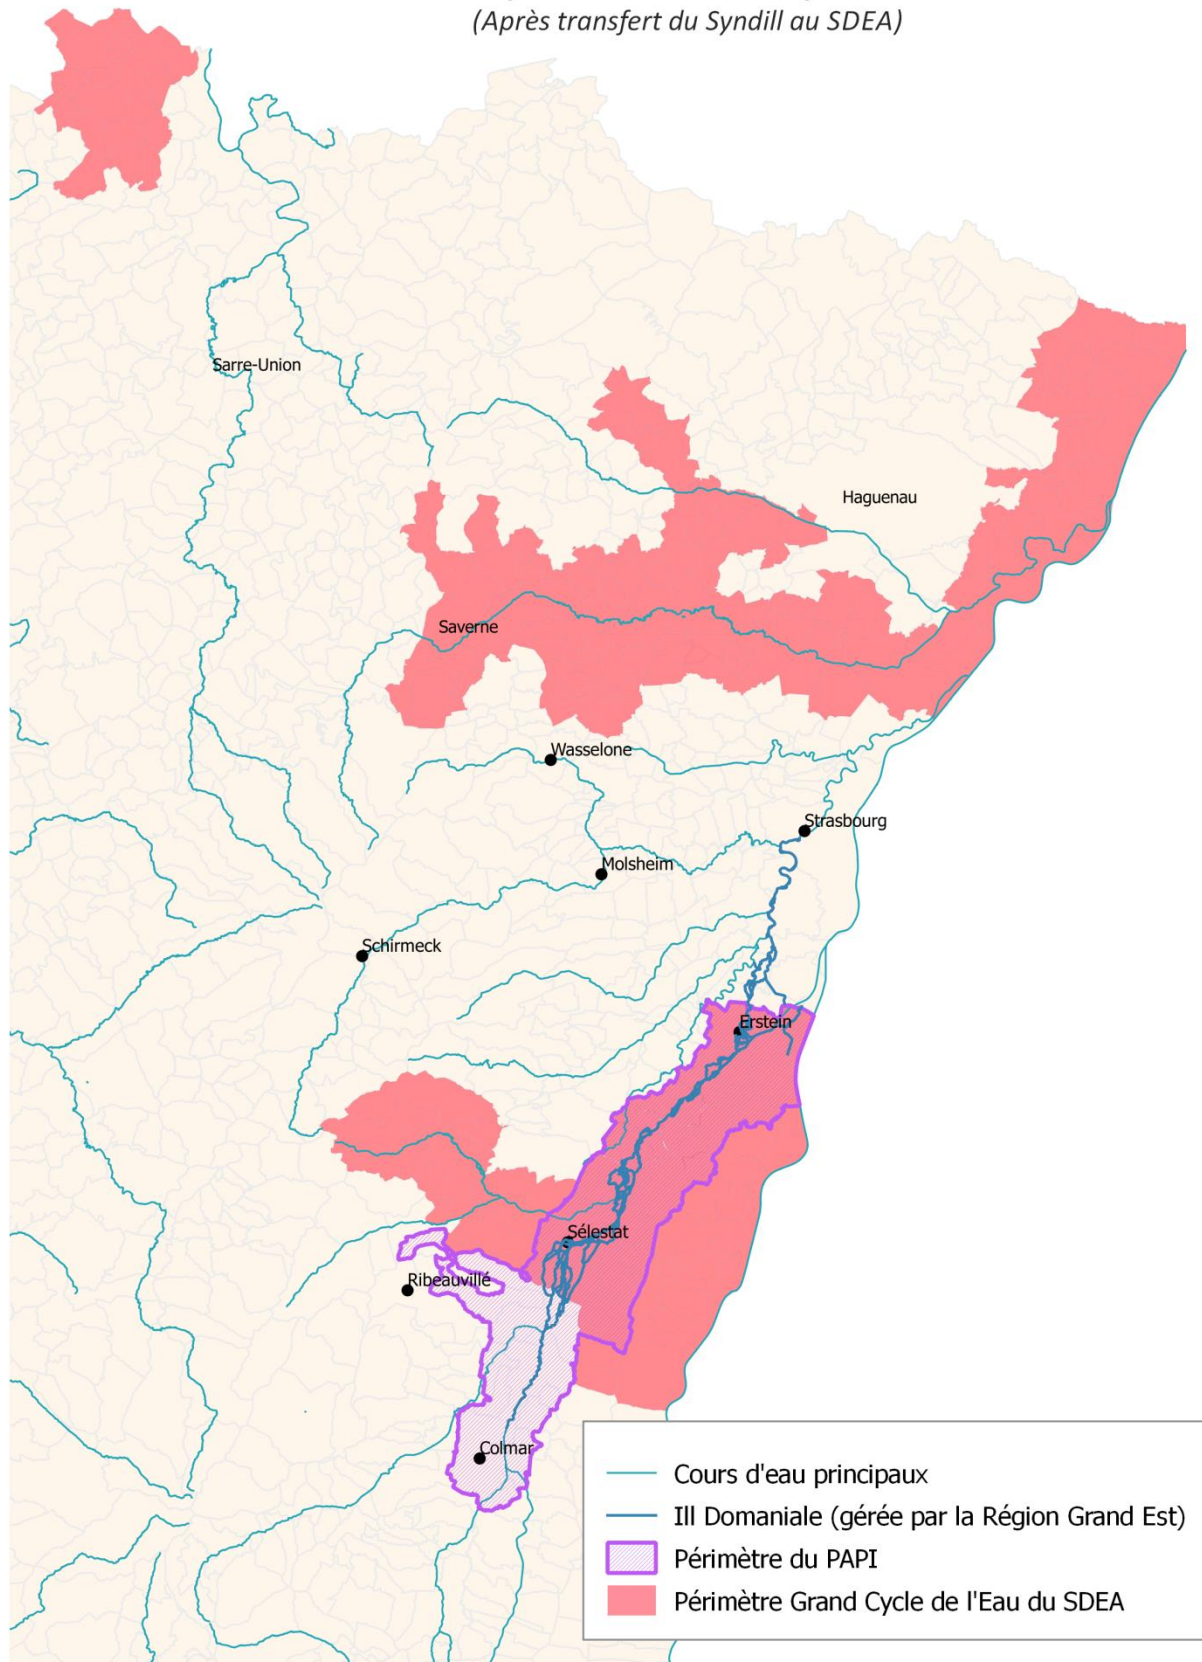 (Après transfert du Syndill au SDEA)
Sarre-Union
Haguenau
Saverne
Wasselone
Strasbourg
Molsheim
Schirmeck
Erstein
Sélestat
Ribeauvillé
Colmar
Cours d'eau principaux
Ill Domaniale (gérée par la Région Grand Est)
Périmètre du PAPI
Périmètre Grand Cycle de l'Eau du SDEA